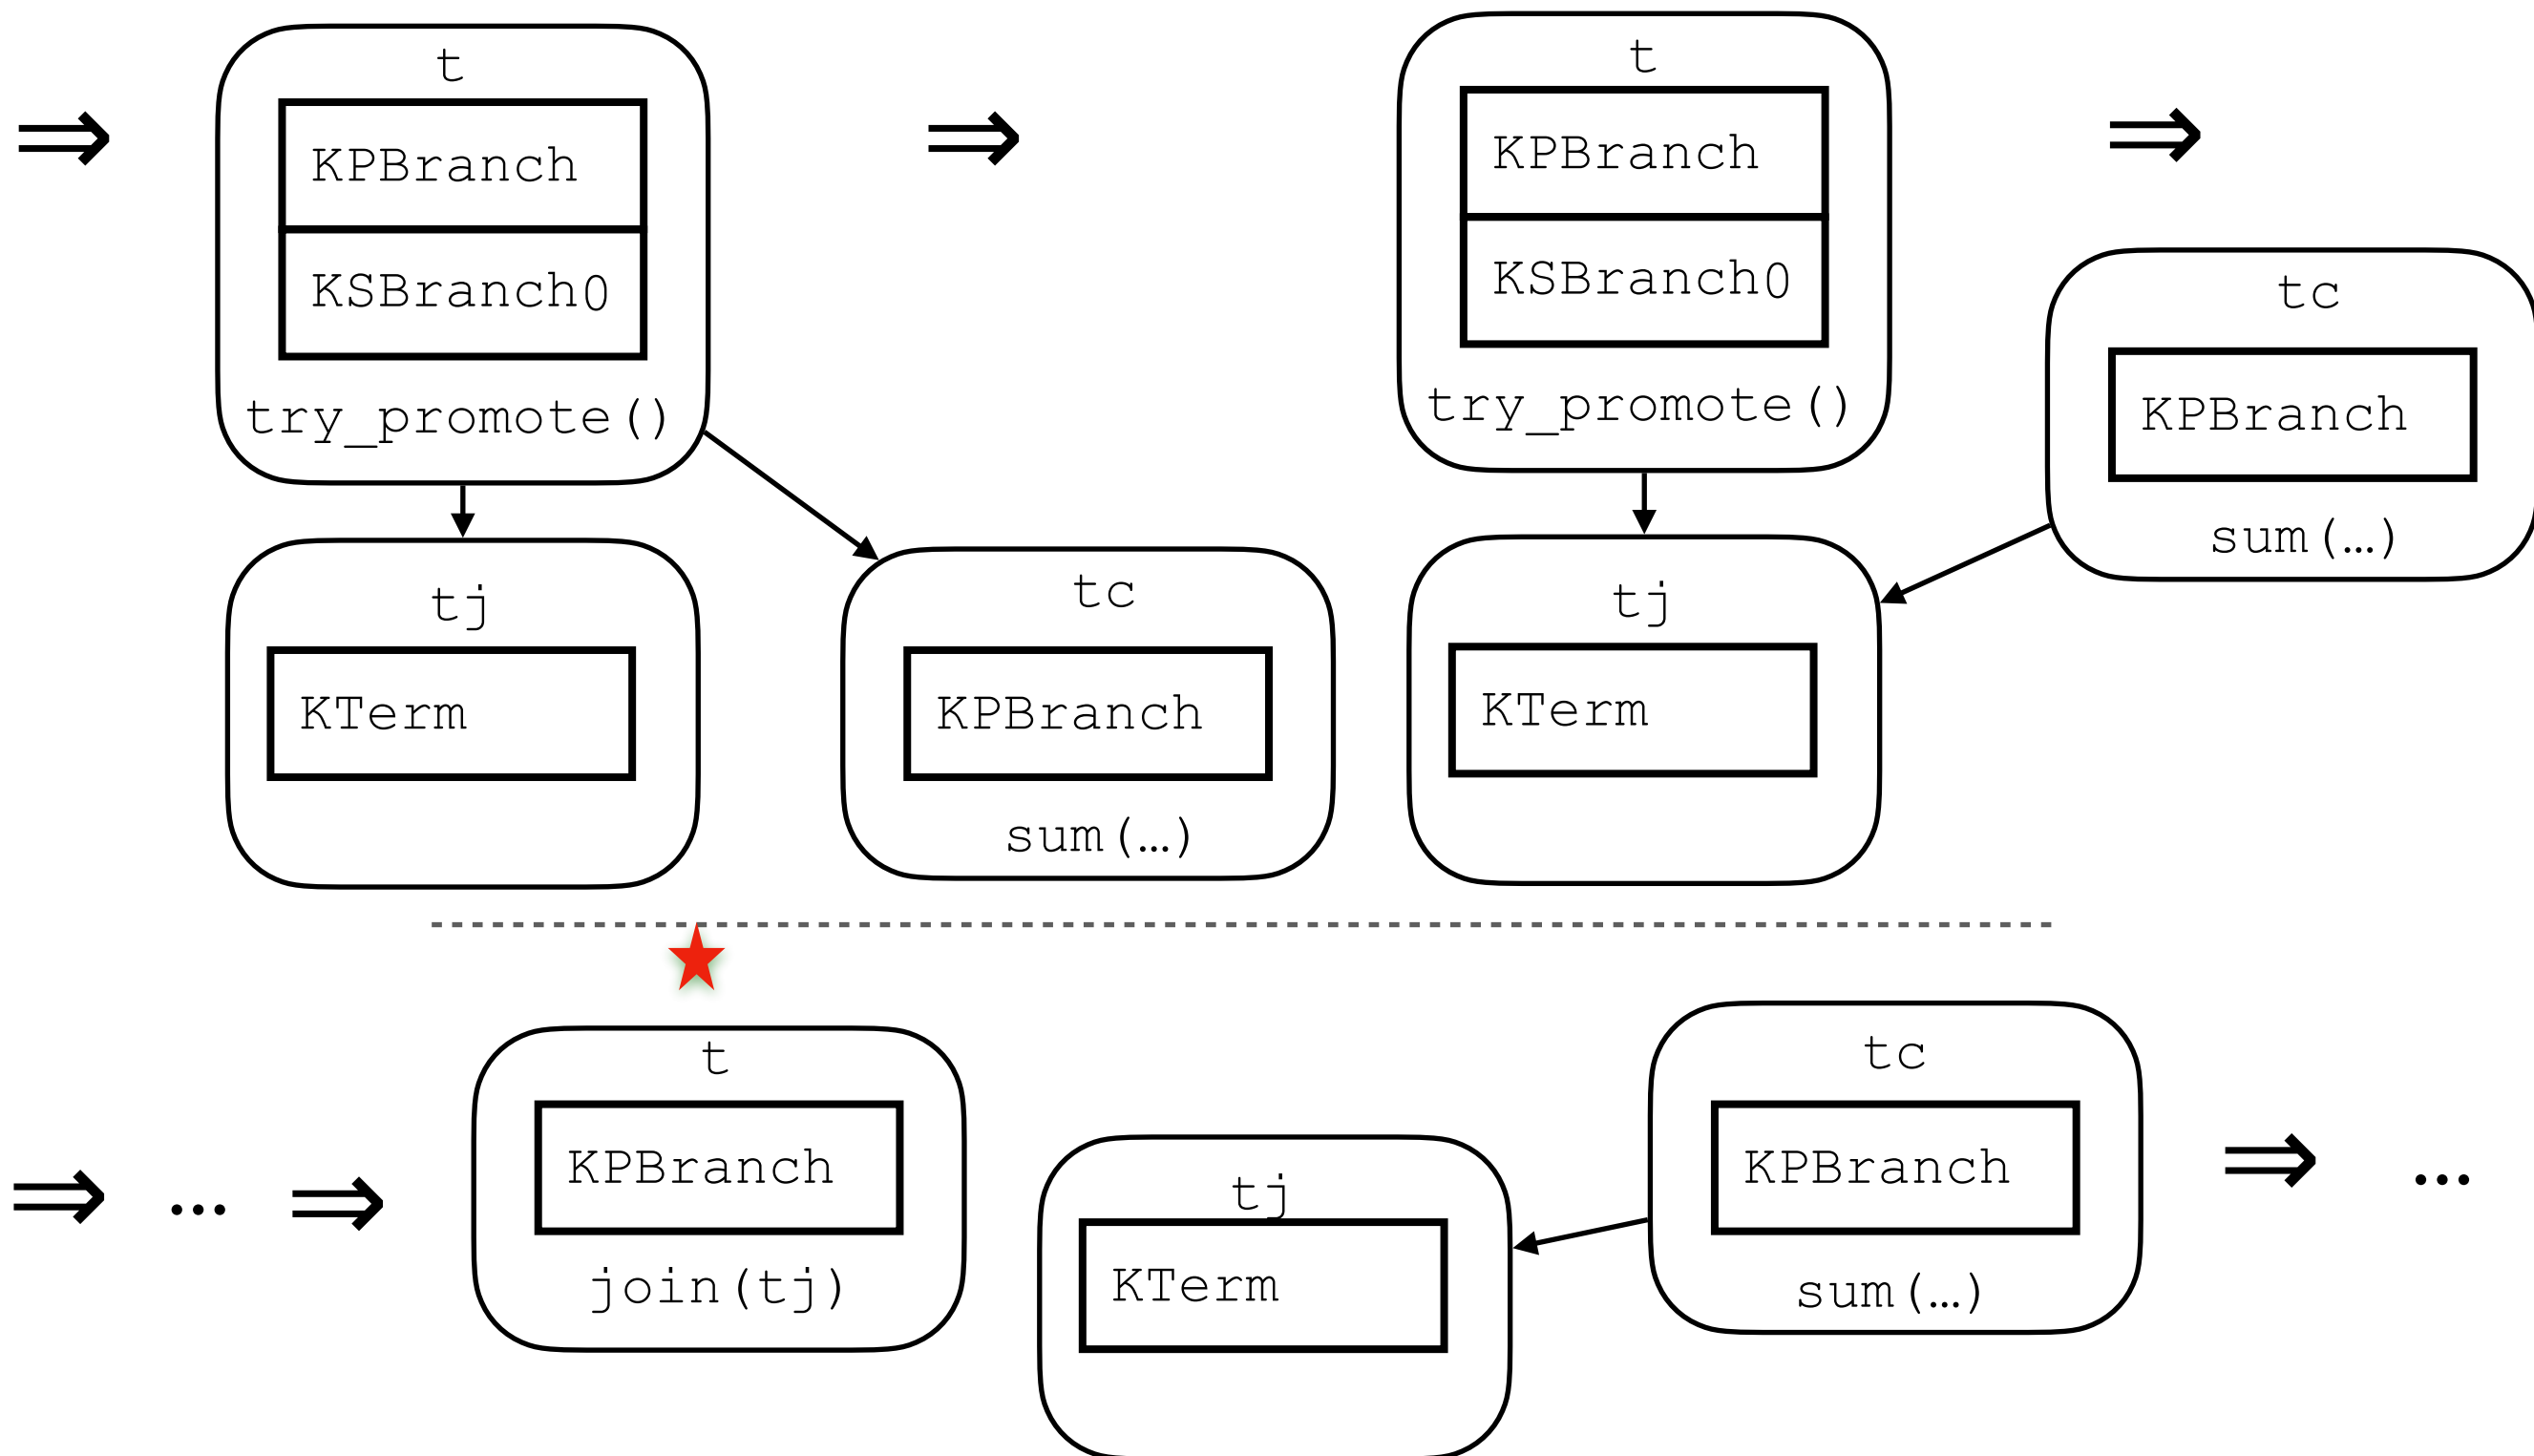 ⇒
t
KPBranch
KSBranch0
try_promote()
tj
KTerm
tc
KPBranch
sum(…)
⇒
t
KPBranch
KSBranch0
try_promote()
tj
KTerm
tc
KPBranch
sum(…)
⇒
⇒ … ⇒
t
KPBranch
join(tj)
tj
KTerm
tc
KPBranch
sum(…)
⇒ …